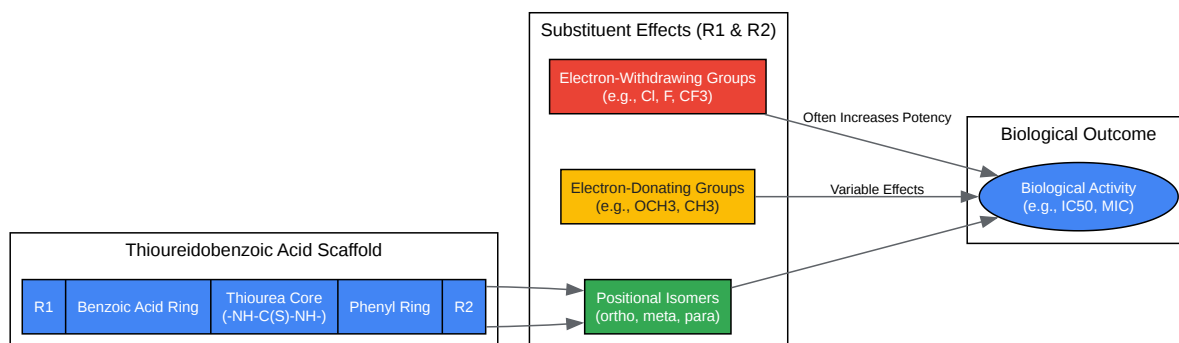 Substituent Effects (R1 & R2)
Electron-Withdrawing Groups
(e.g., Cl, F, CF3)
Often Increases Potency
Biological Outcome
Electron-Donating Groups
(e.g., OCH3, CH3)
Variable Effects
Biological Activity
(e.g., IC50, MIC)
Thioureidobenzoic Acid Scaffold
R1
Benzoic Acid Ring
Thiourea Core
(-NH-C(S)-NH-)
Phenyl Ring
R2
Positional Isomers
(ortho, meta, para)